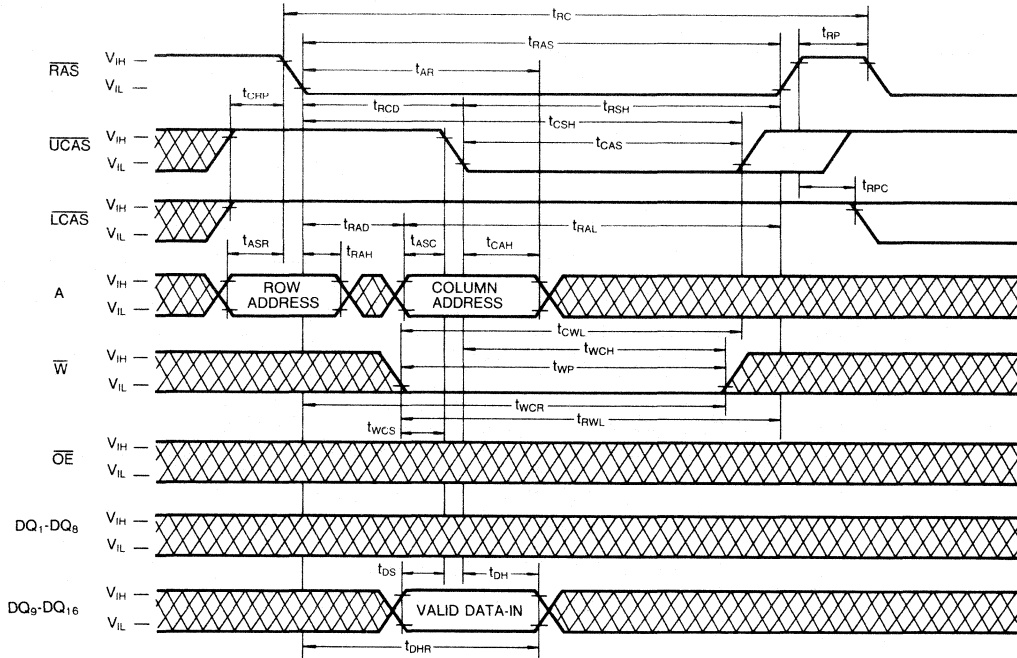 tRC
tRAS
tRP
RAS VIH
VIL
tAR
tCRP
tRCD
tRSH
tCSH
UCAS VIH
VIL
tCAS
tRPC
LCAS VIH
VIL
tRAD
tRAL
tASR
tRAH
tASC
tCAH
A VIH
VIL
ROW ADDRESS
COLUMN ADDRESS
tCWL
tWCH
W VIH
VIL
tWP
tWCR
tRWL
tWCS
OE VIH
VIL
DQ1-DQ8 VIH
VIL
tDS
tDH
DQ9-DQ16 VIH
VIL
VALID DATA-IN
tDHR